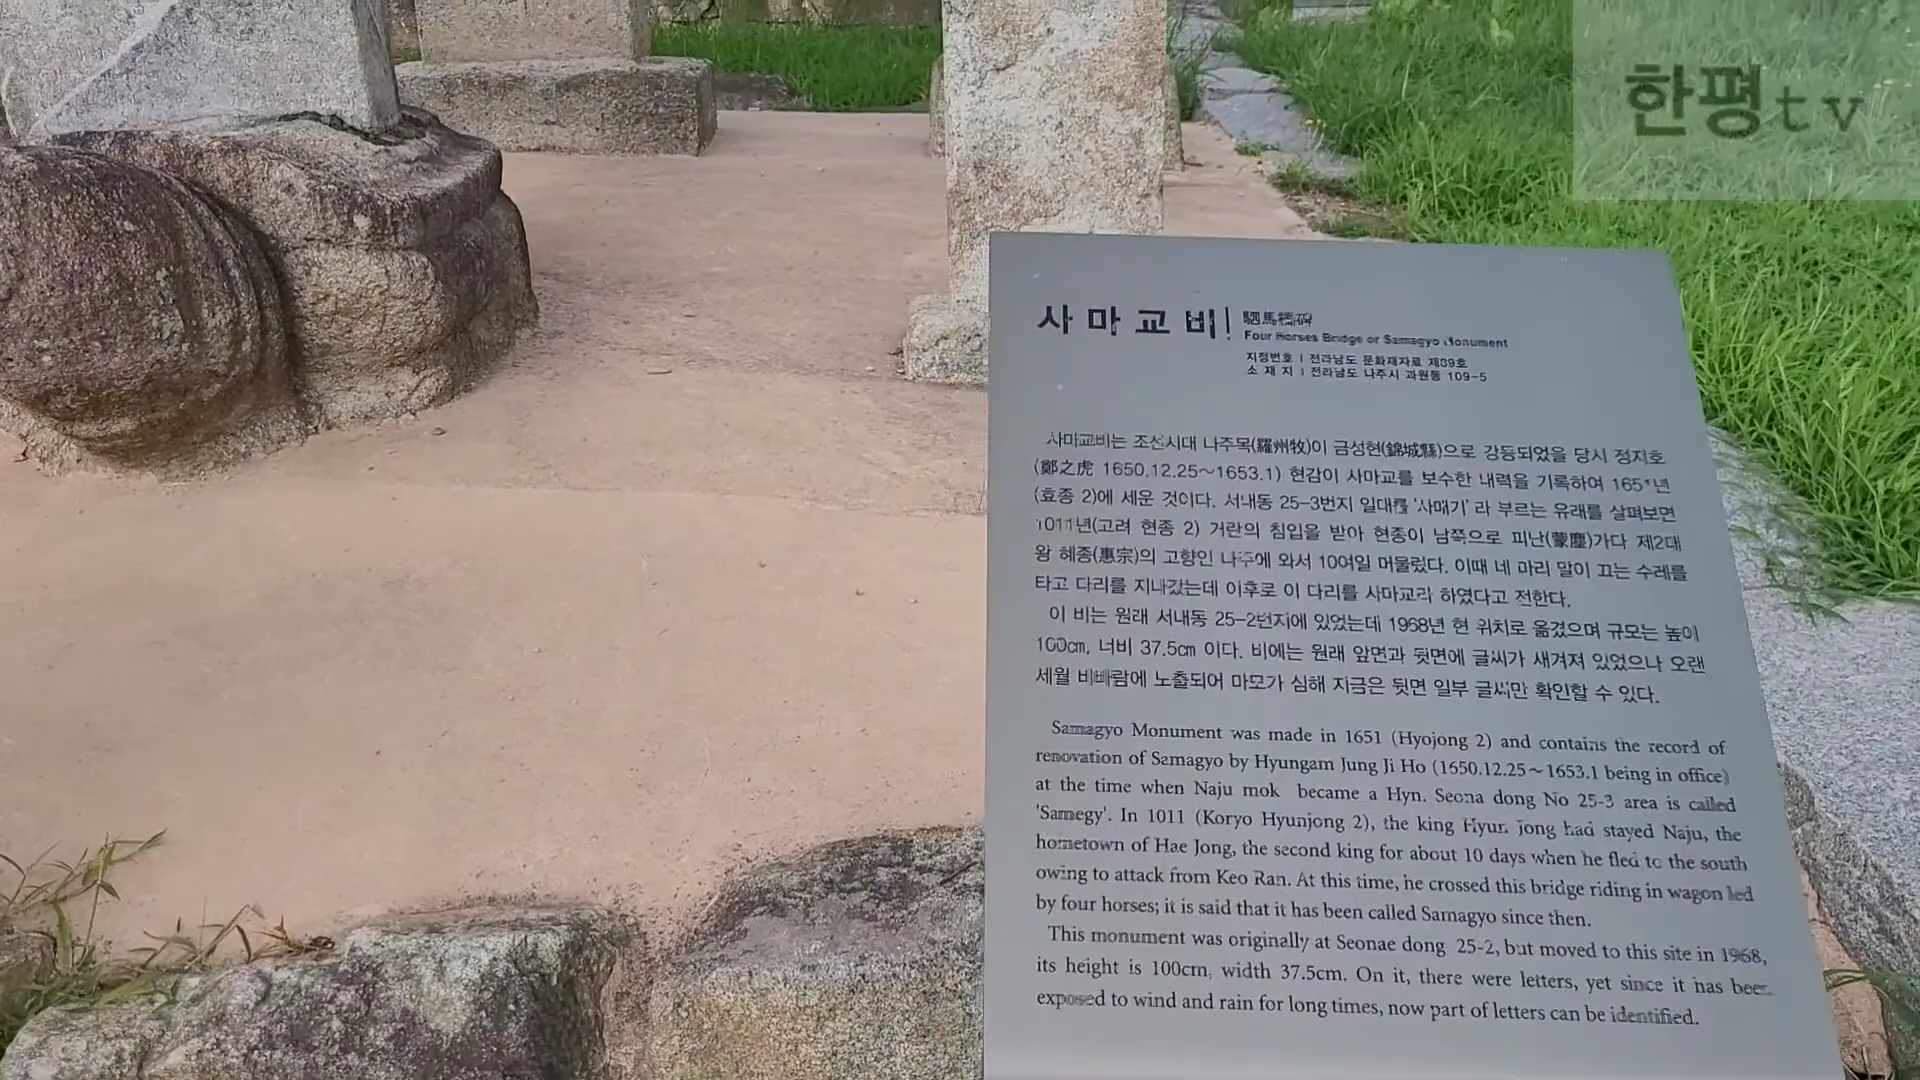 한평tv
사마교비 駟馬橋碑
Four Horses Bridge or Samagyo Monument
지정번호 | 전라남도 문화재자료 제89호
소 재 지 | 전라남도 나주시 과원동 109-5
사마교비는 조선시대 나주목(羅州牧)이 금성현(錦城縣)으로 강등되었을 당시 정지호
(鄭之虎 1650.12.25~1653.1) 현감이 사마교를 보수한 내력을 기록하여 1651년
(효종 2)에 세운 것이다. 서내동 25-3번지 일대를 '사매기' 라 부르는 유래를 살펴보면
1011년(고려 현종 2) 거란의 침입을 받아 현종이 남쪽으로 피난(蒙塵)가다 제2대
왕 혜종(惠宗)의 고향인 나주에 와서 10여일 머물렀다. 이때 네 마리 말이 끄는 수레를
타고 다리를 지나갔는데 이후로 이 다리를 사마교라 하였다고 전한다.
이 비는 원래 서내동 25-2번지에 있었는데 1968년 현 위치로 옮겼으며 규모는 높이
100cm, 너비 37.5cm 이다. 비에는 원래 앞면과 뒷면에 글씨가 새겨져 있었으나 오랜
세월 비바람에 노출되어 마모가 심해 지금은 뒷면 일부 글씨만 확인할 수 있다.
Samagyo Monument was made in 1651 (Hyojong 2) and contains the record of
renovation of Samagyo by Hyungam Jung Ji Ho (1650.12.25~1653.1 being in office)
at the time when Naju mok became a Hyn. Seona dong No 25-3 area is called
'Samegy'. In 1011 (Koryo Hyunjong 2), the king Hyun Jong had stayed Naju, the
hometown of Hae Jong, the second king for about 10 days when he fled to the south
owing to attack from Keo Ran. At this time, he crossed this bridge riding in wagon led
by four horses; it is said that it has been called Samagyo since then.
This monument was originally at Seonae dong 25-2, but moved to this site in 1968,
its height is 100cm, width 37.5cm. On it, there were letters, yet since it has been
exposed to wind and rain for long times, now part of letters can be identified.